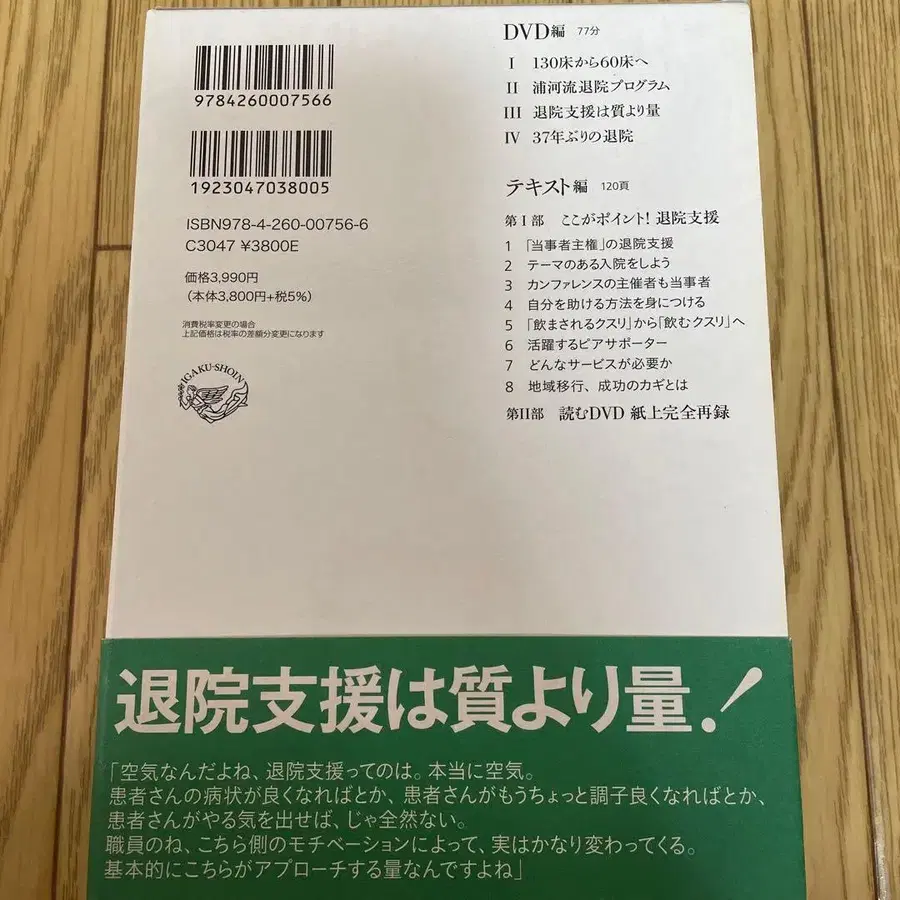 9784260007566
1923047038005
ISBN978-4-260-00756-6
C3047 ¥3800E
価格3,990円
(本体3,800円+税5%)
消費税率変更の場合
上記価格は税率の差額分変更になります
IGAKU-SHOIN
DVD編 77分
I 130床から60床へ
II 浦河流退院プログラム
III 退院支援は質より量
IV 37年ぶりの退院
テキスト編 120頁
第I部 ここがポイント! 退院支援
1 「当事者主権」の退院支援
2 テーマのある入院をしよう
3 カンファレンスの主催者も当事者
4 自分を助ける方法を身につける
5 「飲まされるクスリ」から「飲むクスリ」へ
6 活躍するピアサポーター
7 どんなサービスが必要か
8 地域移行、成功のカギとは
第II部 読むDVD 紙上完全再録
退院支援は質より量!
「空気なんだよね、退院支援ってのは。本当に空気。
患者さんの病状が良くなればとか、患者さんがもうちょっと調子良くなればとか、
患者さんがやる気を出せば、じゃ全然ない。
職員のね、こちら側のモチベーションによって、実はかなり変わってくる。
基本的にこちらがアプローチする量なんですよね」